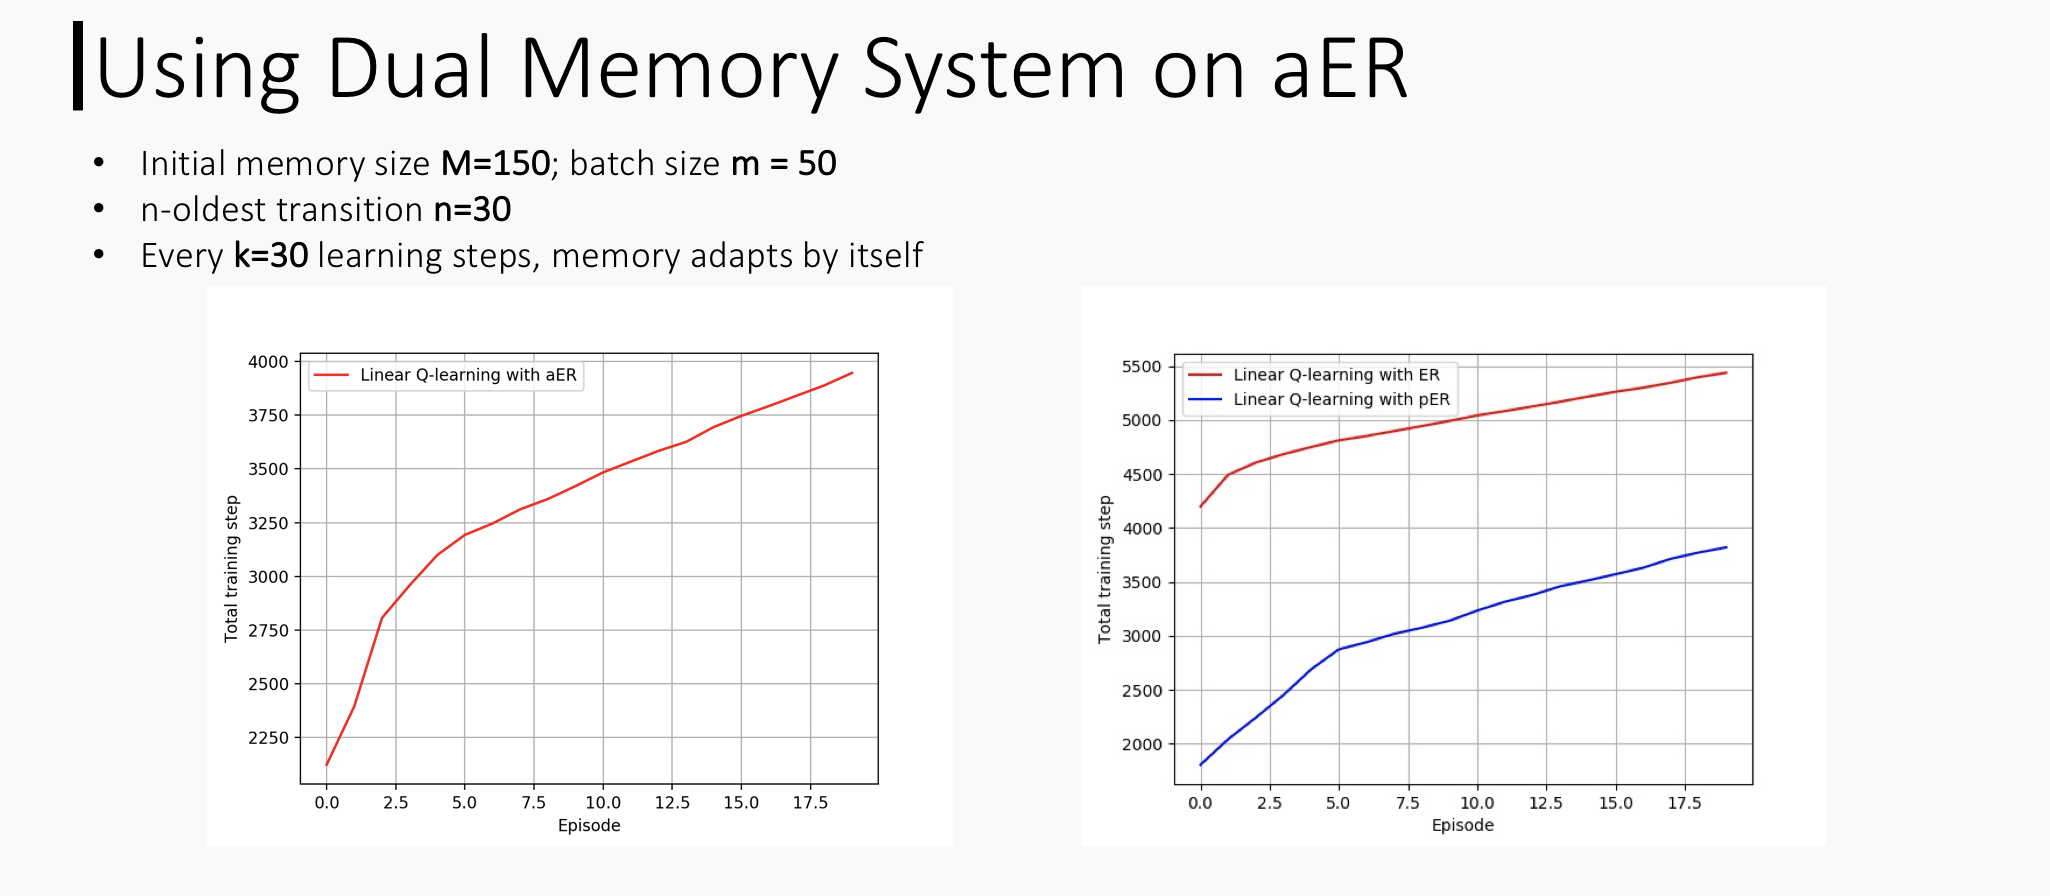 Using Dual Memory System on aER
• Initial memory size M=150; batch size m = 50
• n-oldest transition n=30
• Every k=30 learning steps, memory adapts by itself
Linear Q-learning with aER
4000
3750
3500
3250
3000
2750
2500
2250
Total training step
0.0 2.5 5.0 7.5 10.0 12.5 15.0 17.5
Episode
Linear Q-learning with ER
Linear Q-learning with pER
5500
5000
4500
4000
3500
3000
2500
2000
Total training step
0.0 2.5 5.0 7.5 10.0 12.5 15.0 17.5
Episode